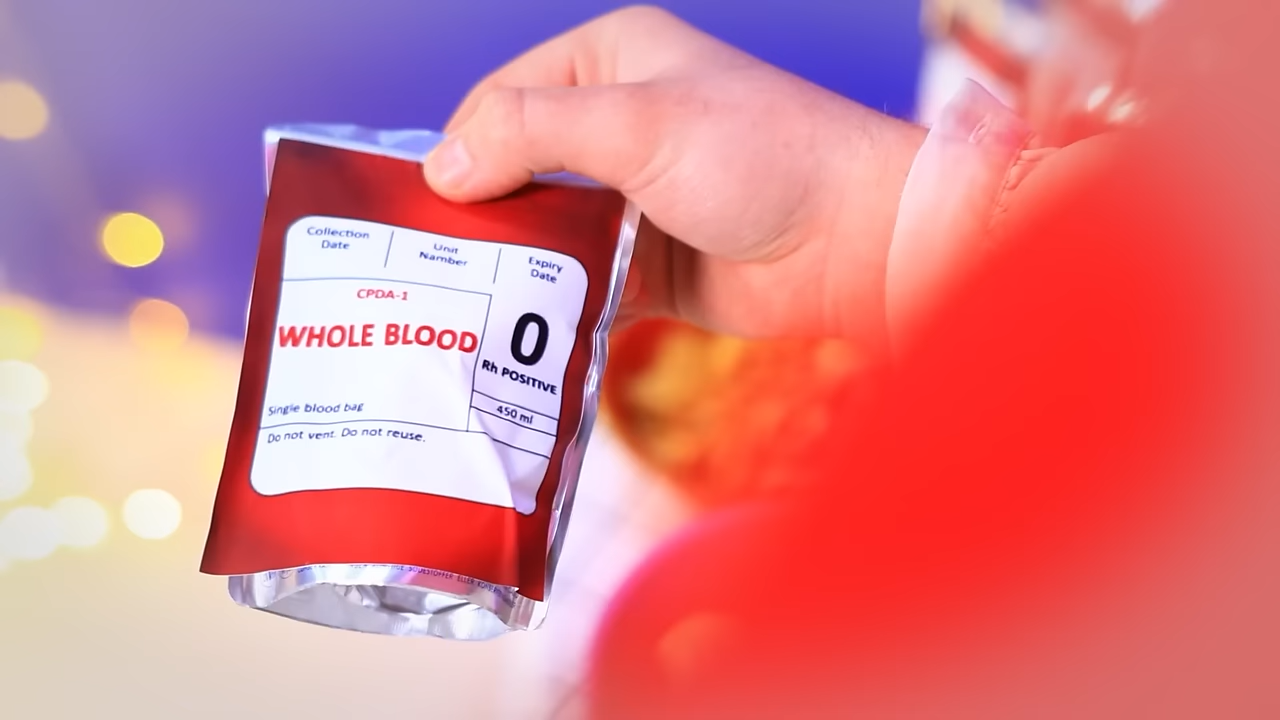 Collection
Date
Unit
Namber
Expiry
Date
CPDA-1
WHOLE BLOOD
0
Rh POSITIVE
450 ml
Single blood bag
Do not vent. Do not reuse.